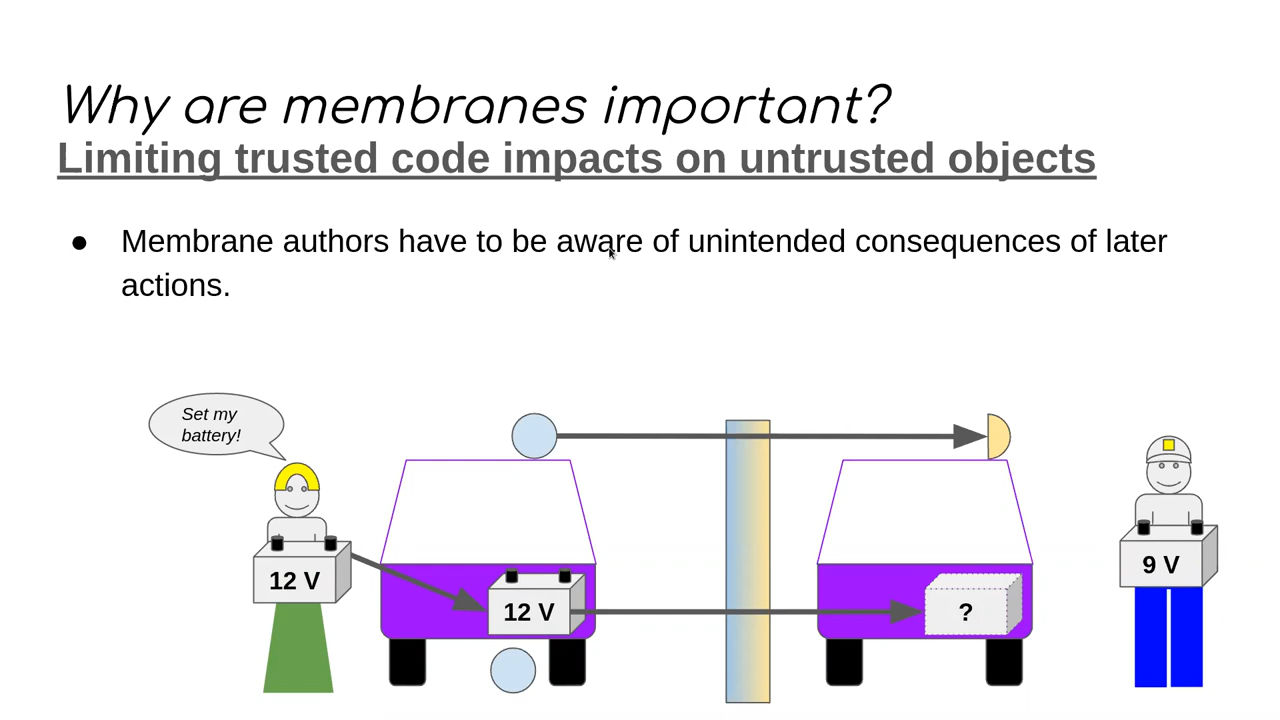 Why are membranes important?
Limiting trusted code impacts on untrusted objects
● Membrane authors have to be aware of unintended consequences of later
actions.
Set my
battery!
12 V
12 V
?
9 V